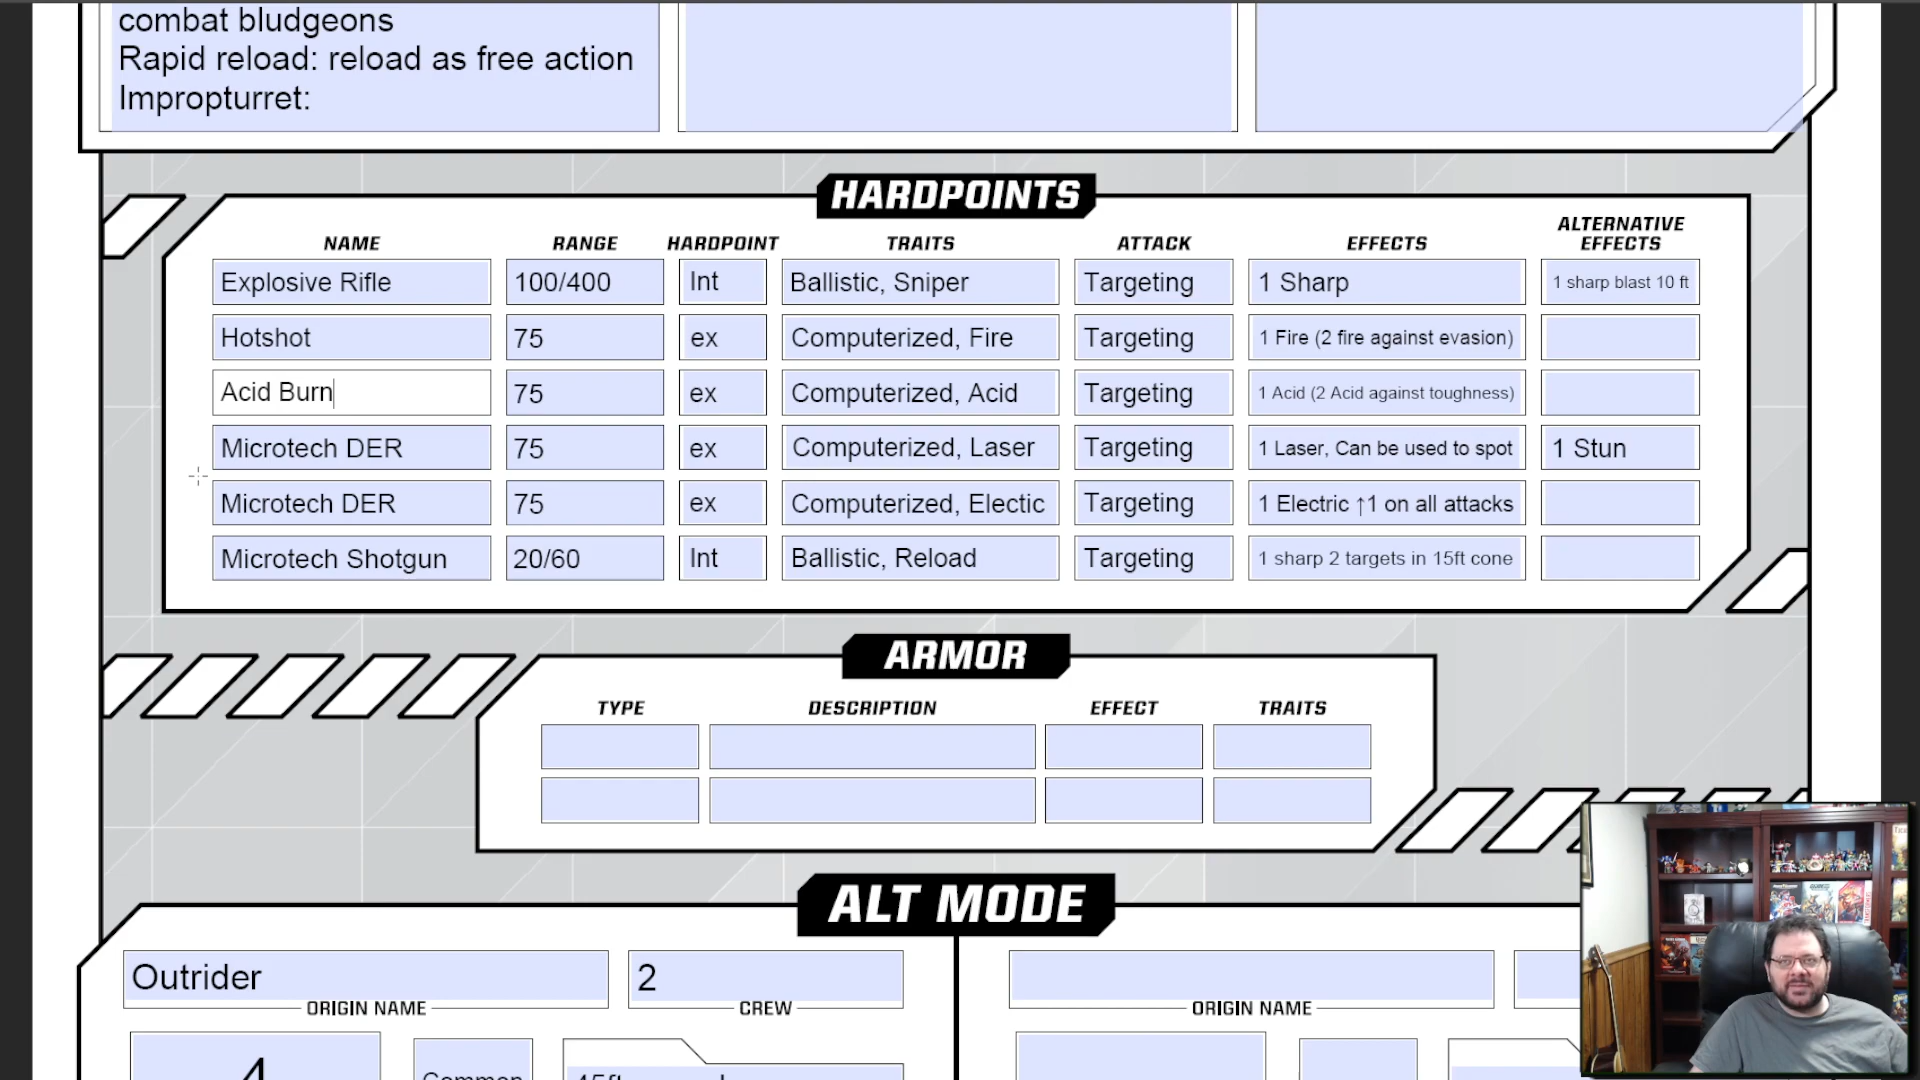 combat bludgeons
Rapid reload: reload as free action
Impropturret:
HARDPOINTS
NAME RANGE HARDPOINT TRAITS ATTACK EFFECTS ALTERNATIVE EFFECTS
Explosive Rifle 100/400 Int Ballistic, Sniper Targeting 1 Sharp 1 sharp blast 10 ft
Hotshot 75 ex Computerized, Fire Targeting 1 Fire (2 fire against evasion)
Acid Burn 75 ex Computerized, Acid Targeting 1 Acid (2 Acid against toughness)
Microtech DER 75 ex Computerized, Laser Targeting 1 Laser, Can be used to spot 1 Stun
Microtech DER 75 ex Computerized, Electic Targeting 1 Electric ↑1 on all attacks
Microtech Shotgun 20/60 Int Ballistic, Reload Targeting 1 sharp 2 targets in 15ft cone
ARMOR
TYPE DESCRIPTION EFFECT TRAITS
ALT MODE
Outrider 2
ORIGIN NAME CREW ORIGIN NAME
4 Common